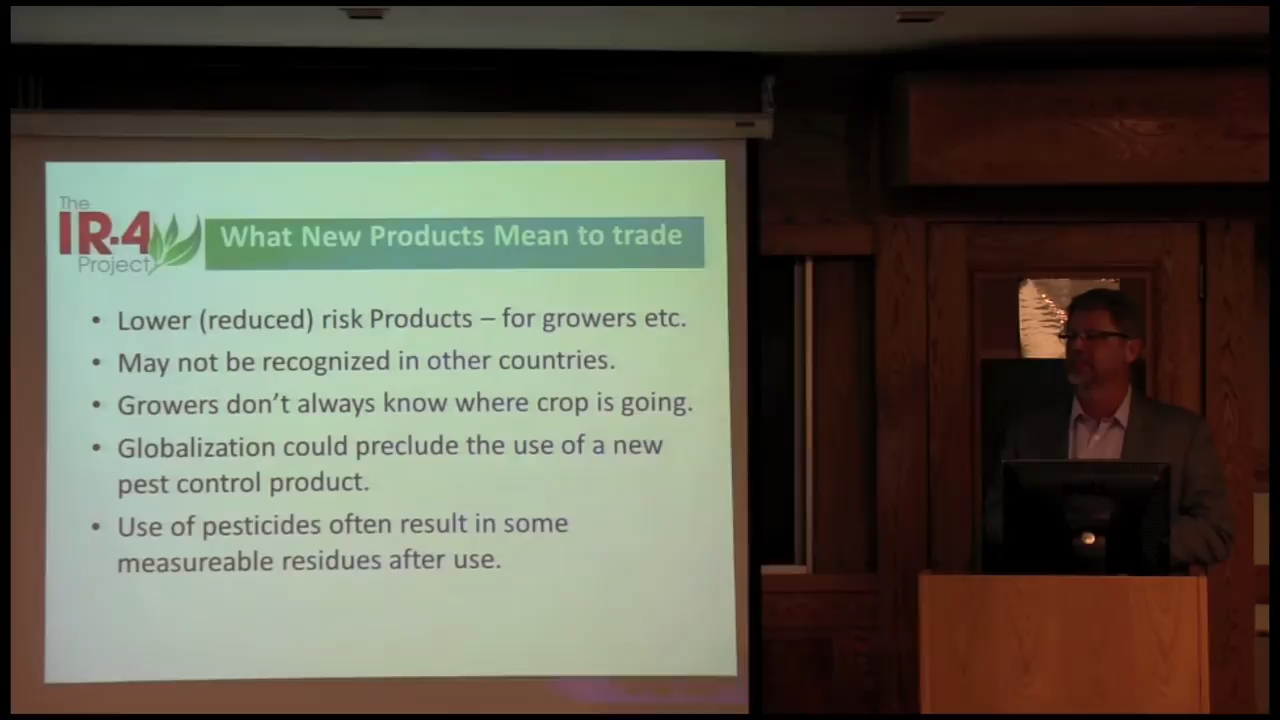 The
IR-4
Project
What New Products Mean to trade
• Lower (reduced) risk Products – for growers etc.
• May not be recognized in other countries.
• Growers don't always know where crop is going.
• Globalization could preclude the use of a new
pest control product.
• Use of pesticides often result in some
measureable residues after use.